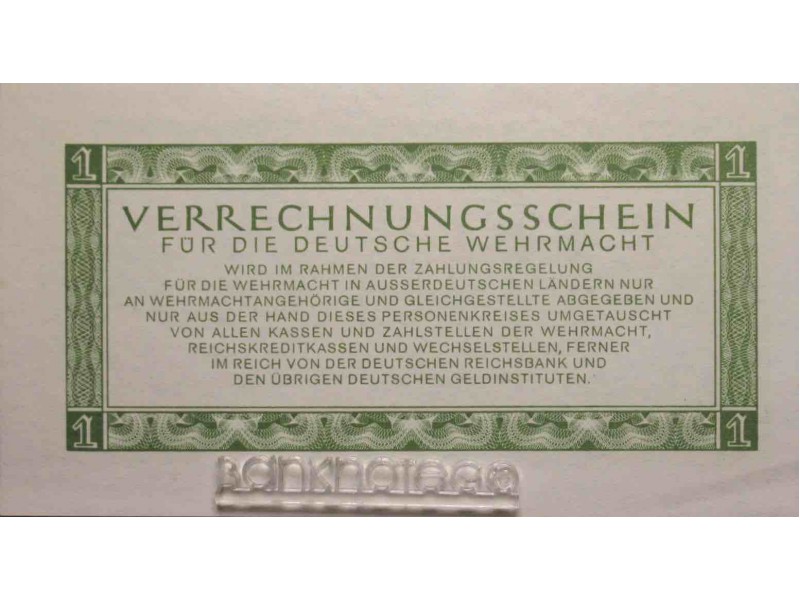 1 1
VERRECHNUNGSSCHEIN
FÜR DIE DEUTSCHE WEHRMACHT
WIRD IM RAHMEN DER ZAHLUNGSREGELUNG
FÜR DIE WEHRMACHT IN AUSSERDEUTSCHEN LÄNDERN NUR
AN WEHRMACHTANGEHÖRIGE UND GLEICHGESTELLTE ABGEGEBEN UND
NUR AUS DER HAND DIESES PERSONENKREISES UMGETAUSCHT
VON ALLEN KASSEN UND ZAHLSTELLEN DER WEHRMACHT,
REICHSKREDITKASSEN UND WECHSELSTELLEN, FERNER
IM REICH VON DER DEUTSCHEN REICHSBANK UND
DEN ÜBRIGEN DEUTSCHEN GELDINSTITUTEN.
1 1